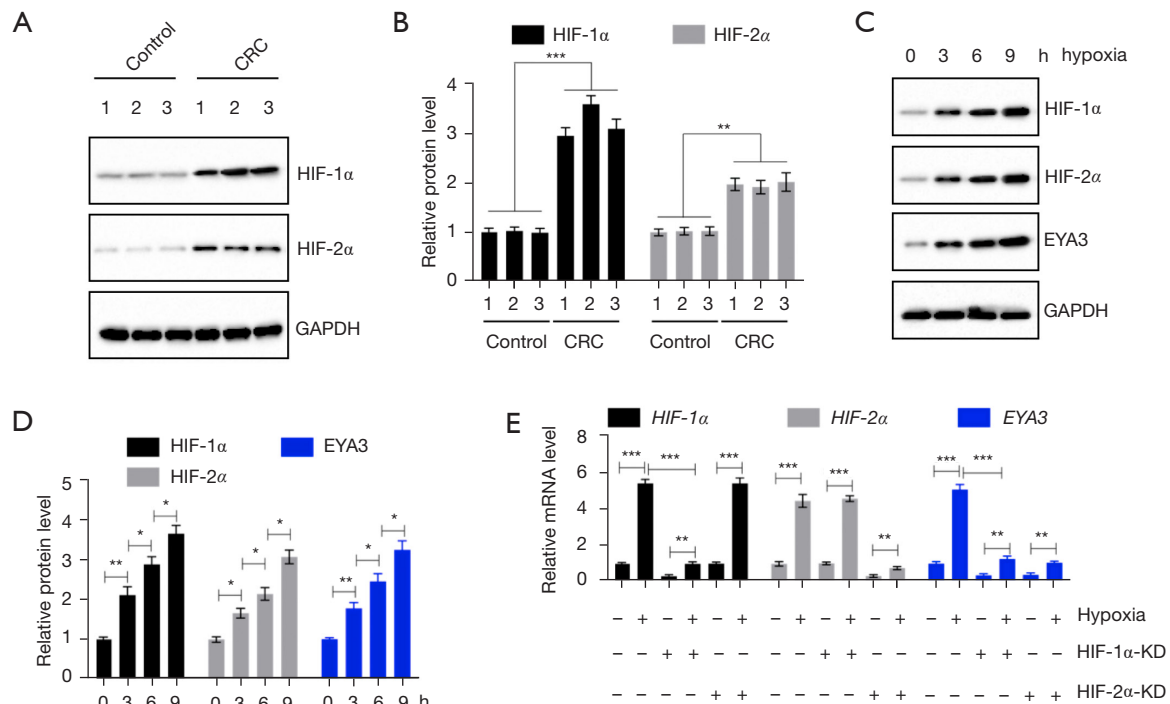 A
Control CRC
1 2 3 1 2 3
HIF-1α
HIF-2α
GAPDH
B
HIF-1α HIF-2α
Relative protein level
4
3
2
1
0
***
**
1 2 3 1 2 3 1 2 3 1 2 3
Control CRC Control CRC
C
0 3 6 9 h hypoxia
HIF-1α
HIF-2α
EYA3
GAPDH
D
HIF-1α EYA3
HIF-2α
Relative protein level
5
4
3
2
1
0
** * * * * * ** * *
0 3 6 9 0 3 6 9 0 3 6 9 h
E
HIF-1α HIF-2α EYA3
Relative mRNA level
8
6
4
2
0
*** *** ** *** *** *** ** *** *** ** **
– + – + – + – + – + – + – + – + – + Hypoxia
– – + + – – – – + + – – – – + + – – HIF-1α-KD
– – – – + + – – – – + + – – – – + + HIF-2α-KD